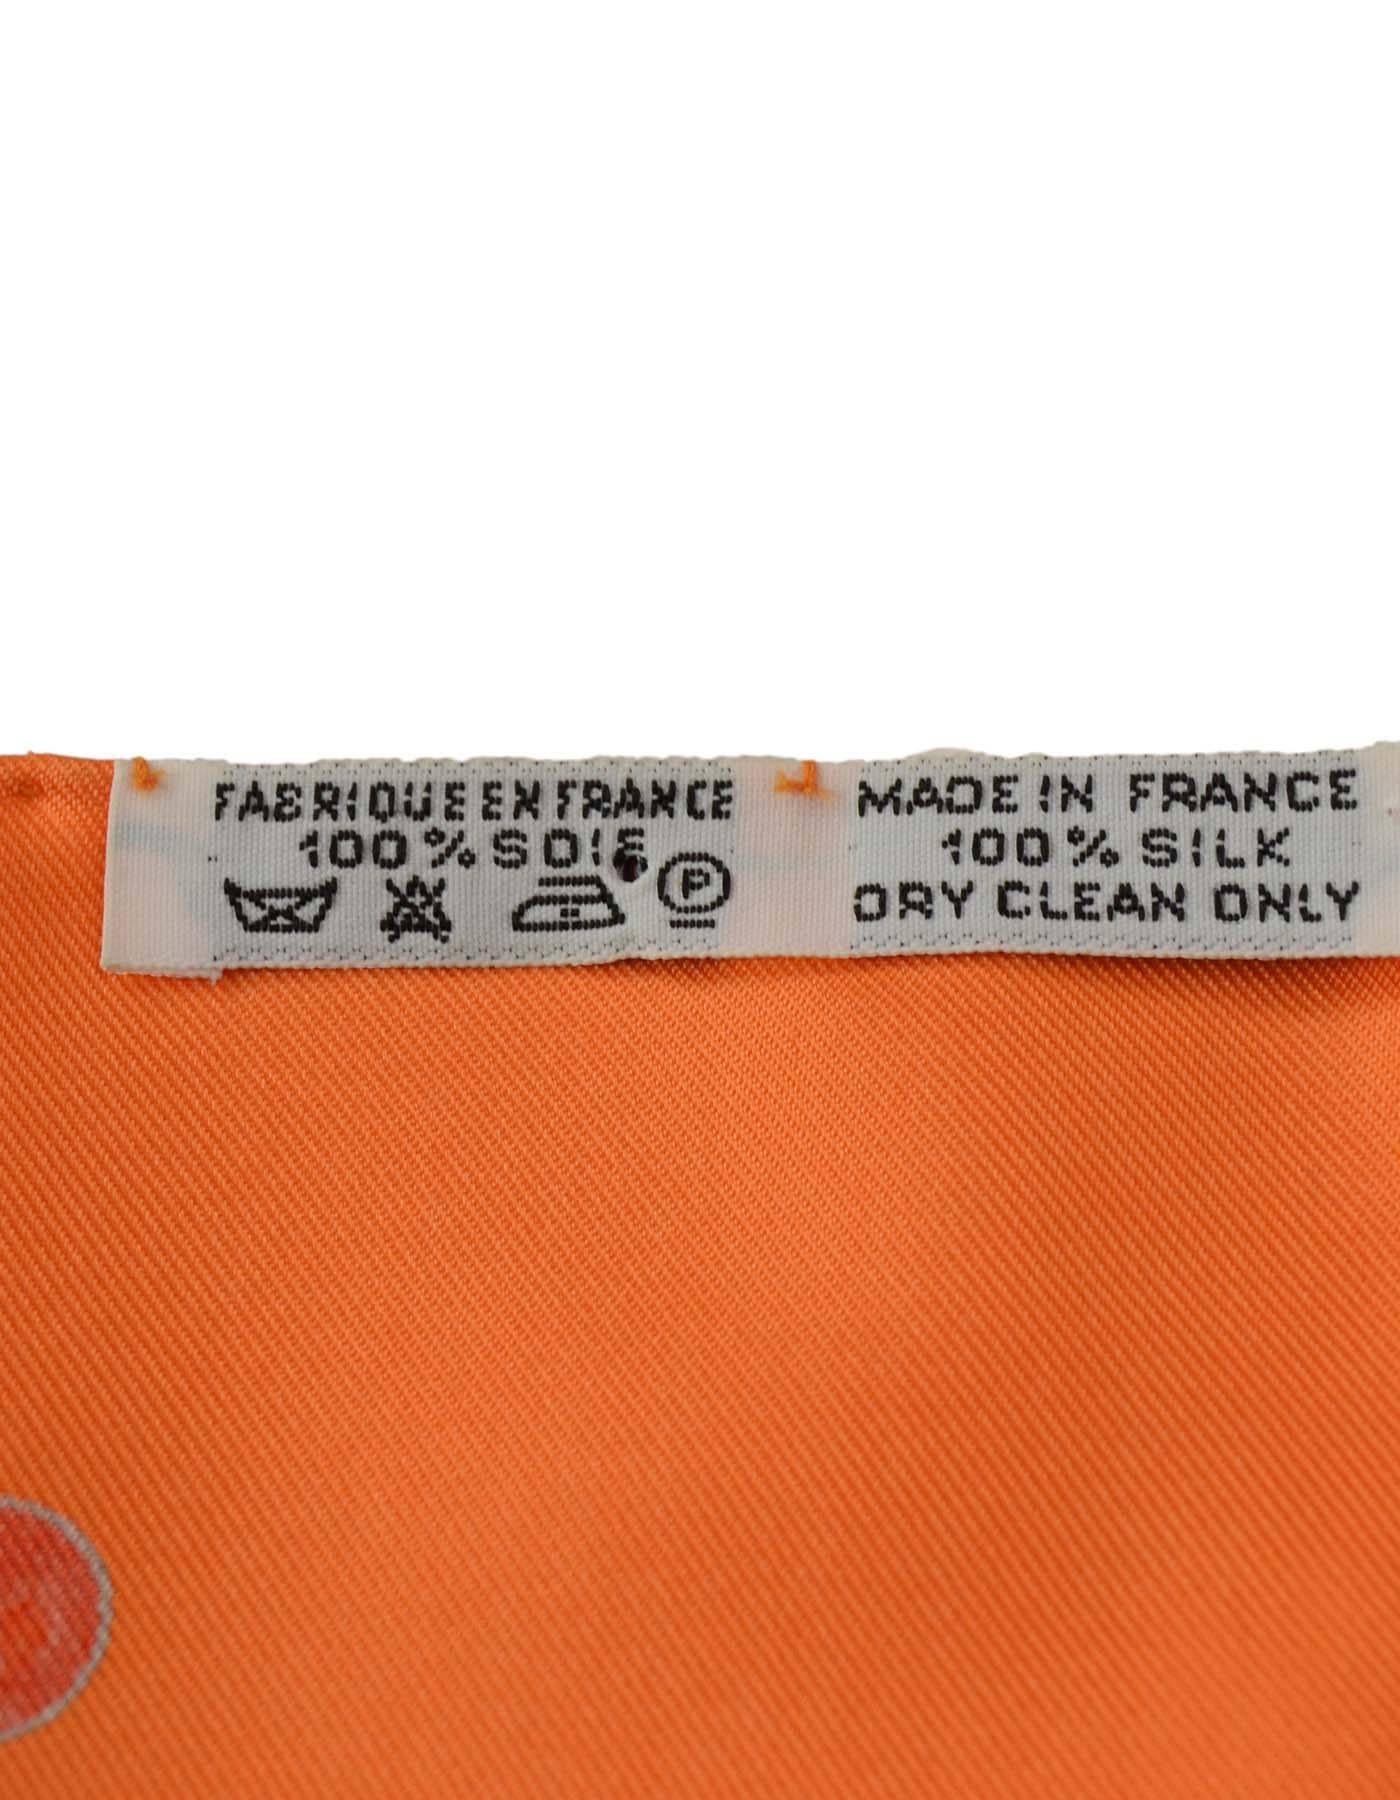 FABRIQUE EN FRANCE
100% SOIE
P
MADE IN FRANCE
100% SILK
DRY CLEAN ONLY